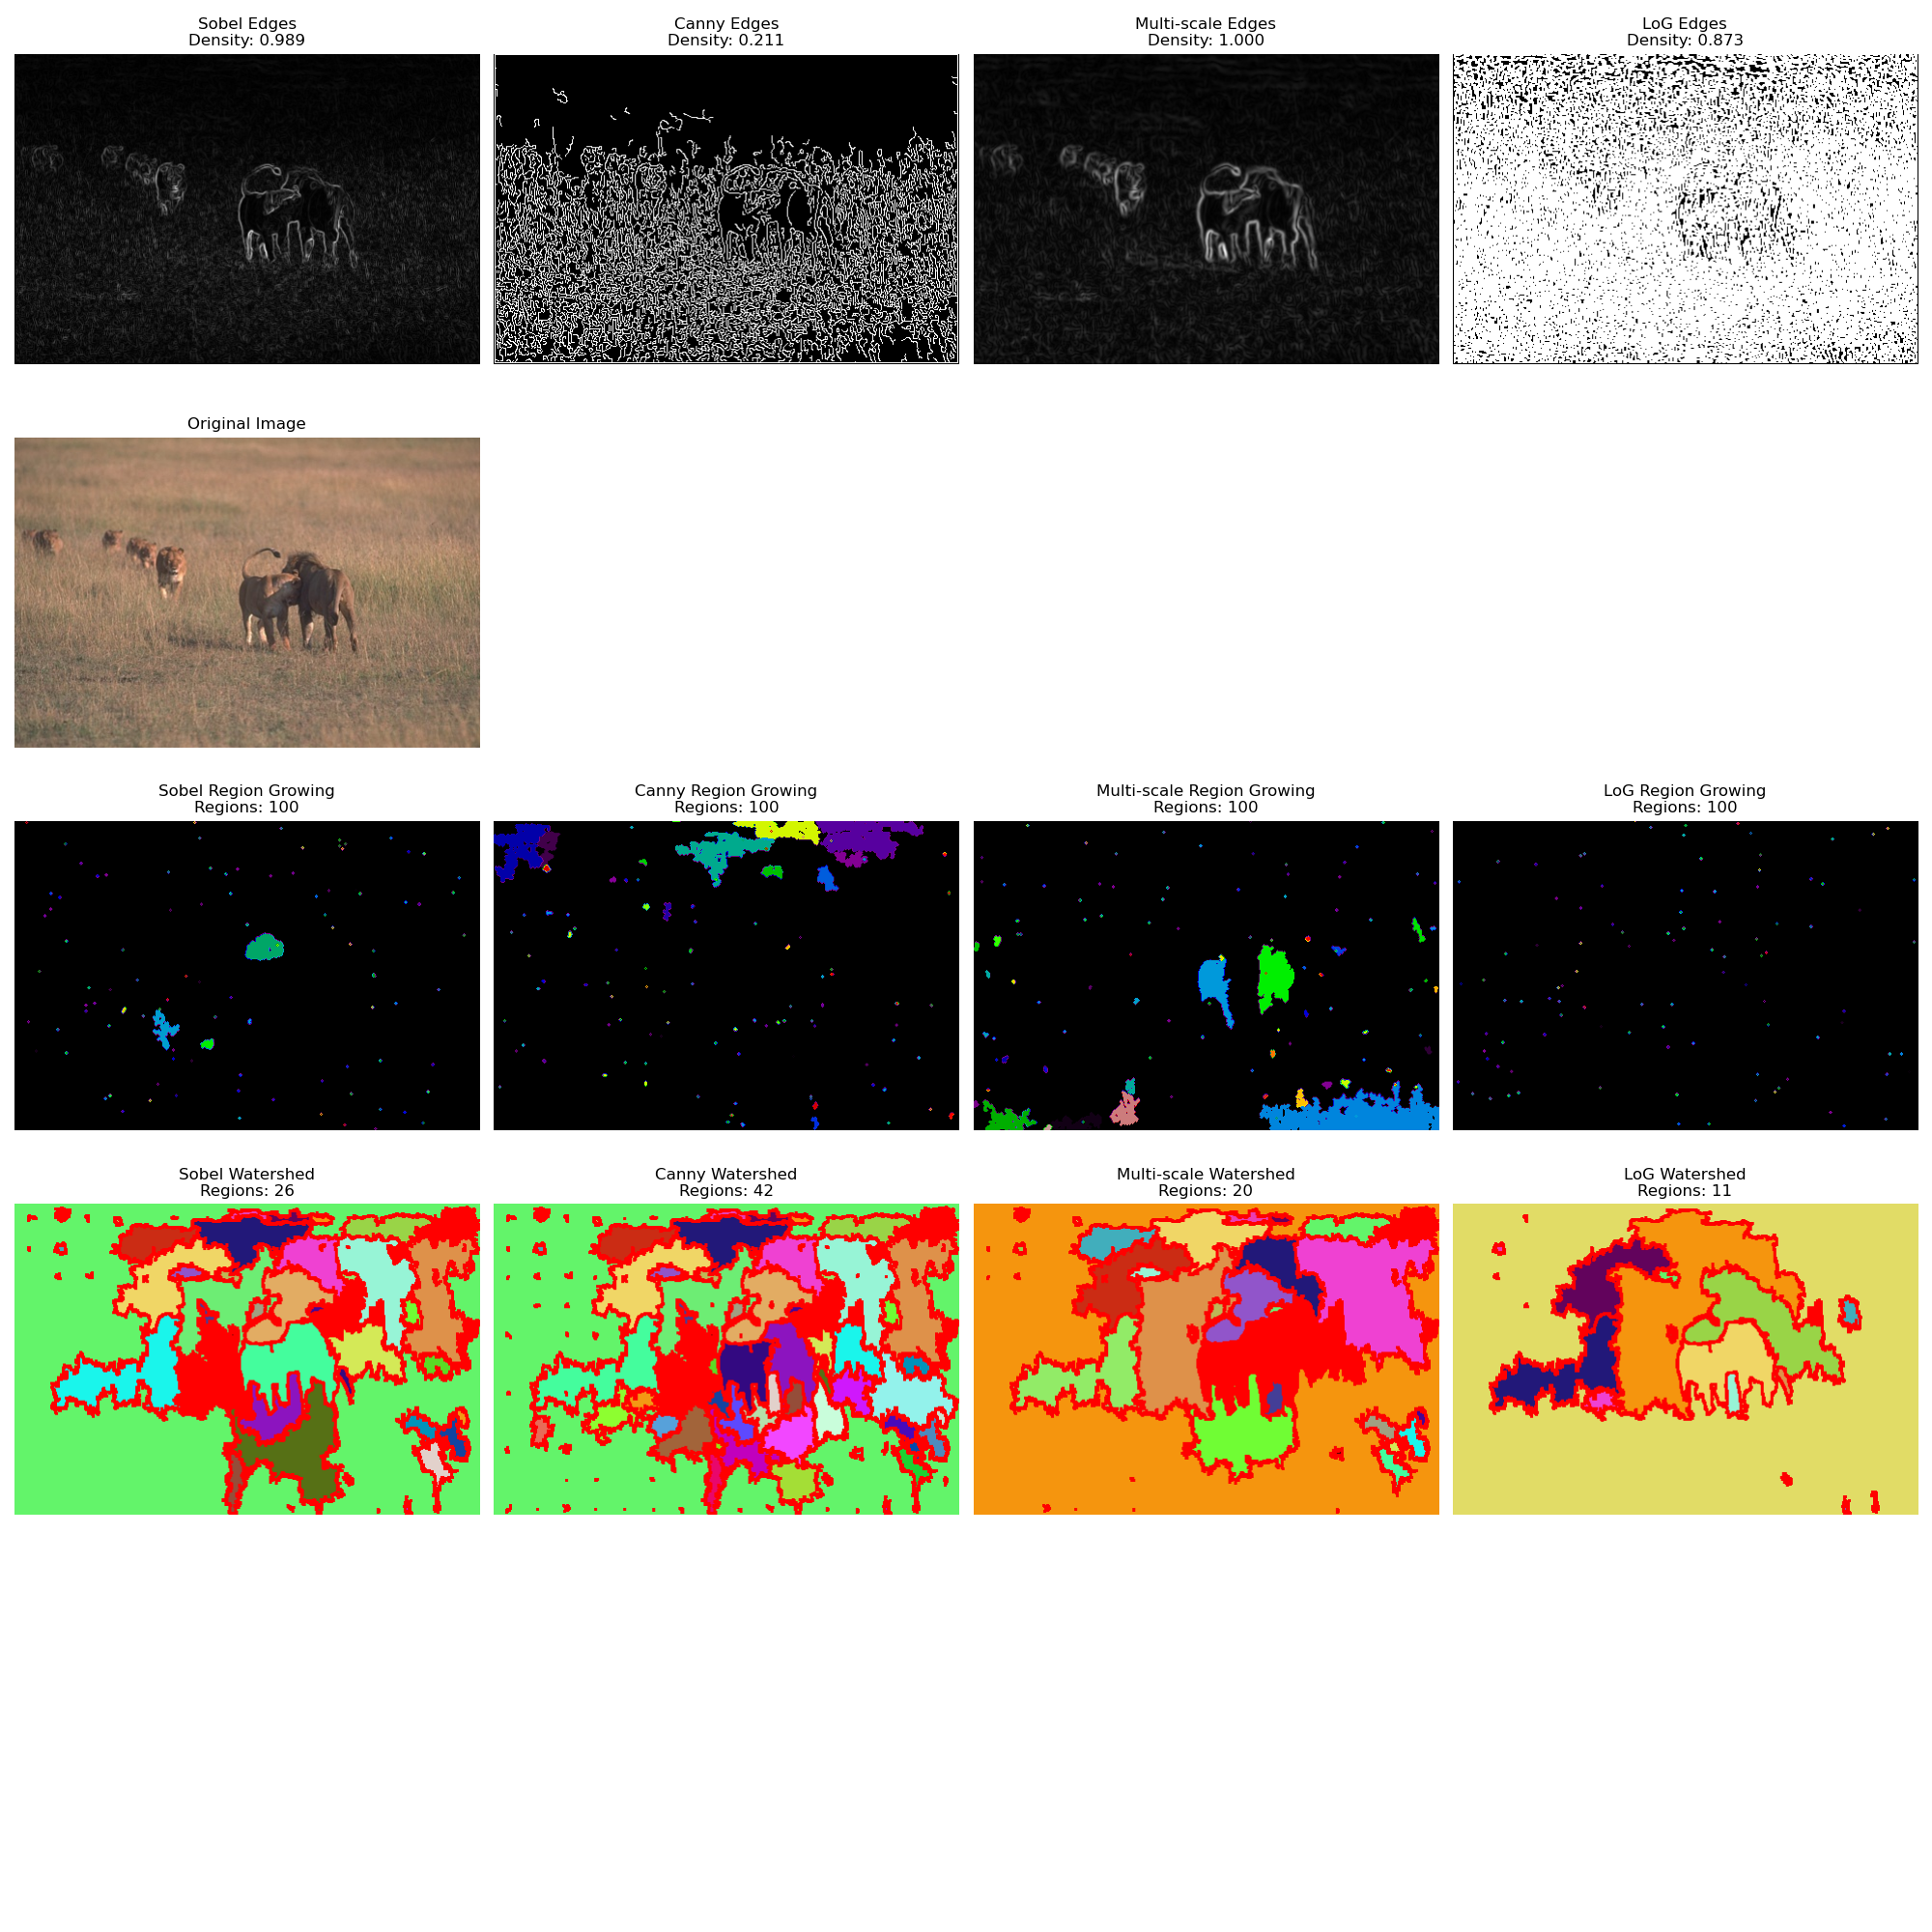 Sobel Edges
Density: 0.989
Canny Edges
Density: 0.211
Multi-scale Edges
Density: 1.000
LoG Edges
Density: 0.873
Original Image
Sobel Region Growing
Regions: 100
Canny Region Growing
Regions: 100
Multi-scale Region Growing
Regions: 100
LoG Region Growing
Regions: 100
Sobel Watershed
Regions: 26
Canny Watershed
Regions: 42
Multi-scale Watershed
Regions: 20
LoG Watershed
Regions: 11